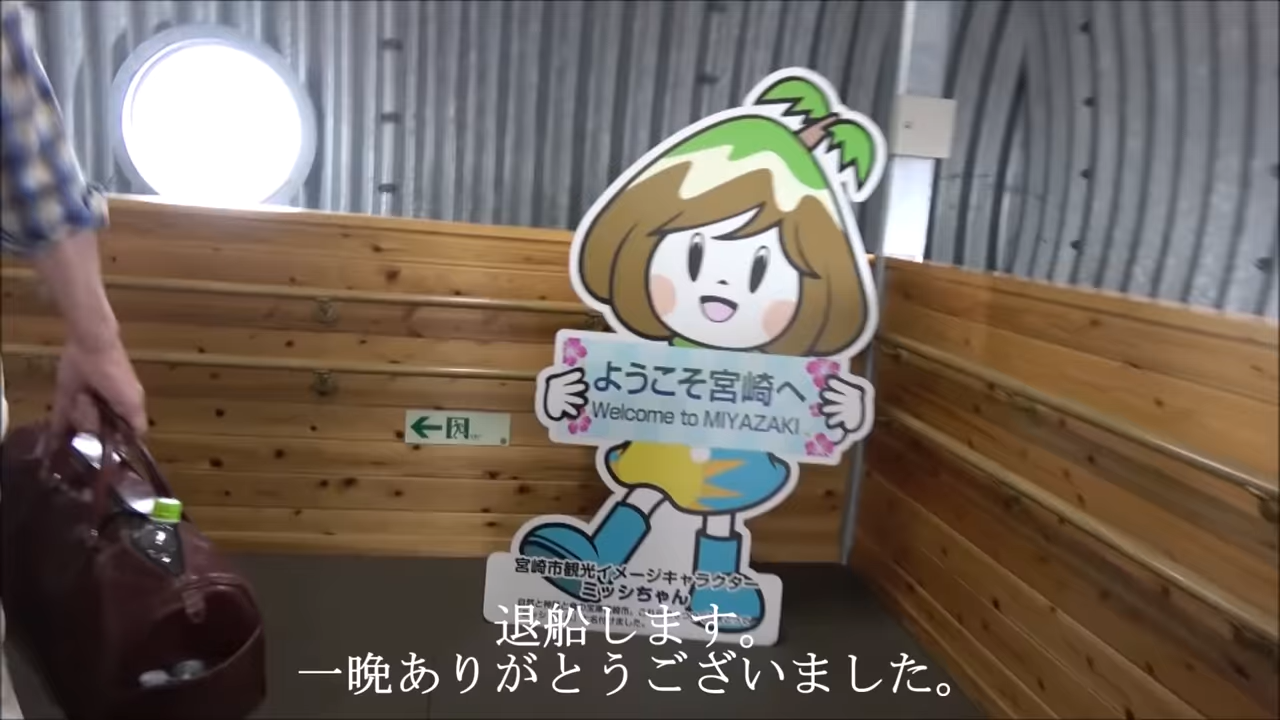 ようこそ宮崎へ
Welcome to MIYAZAKI
宮崎市観光イメージキャラクター
ミッシちゃん
退船します。
一晩ありがとうございました。